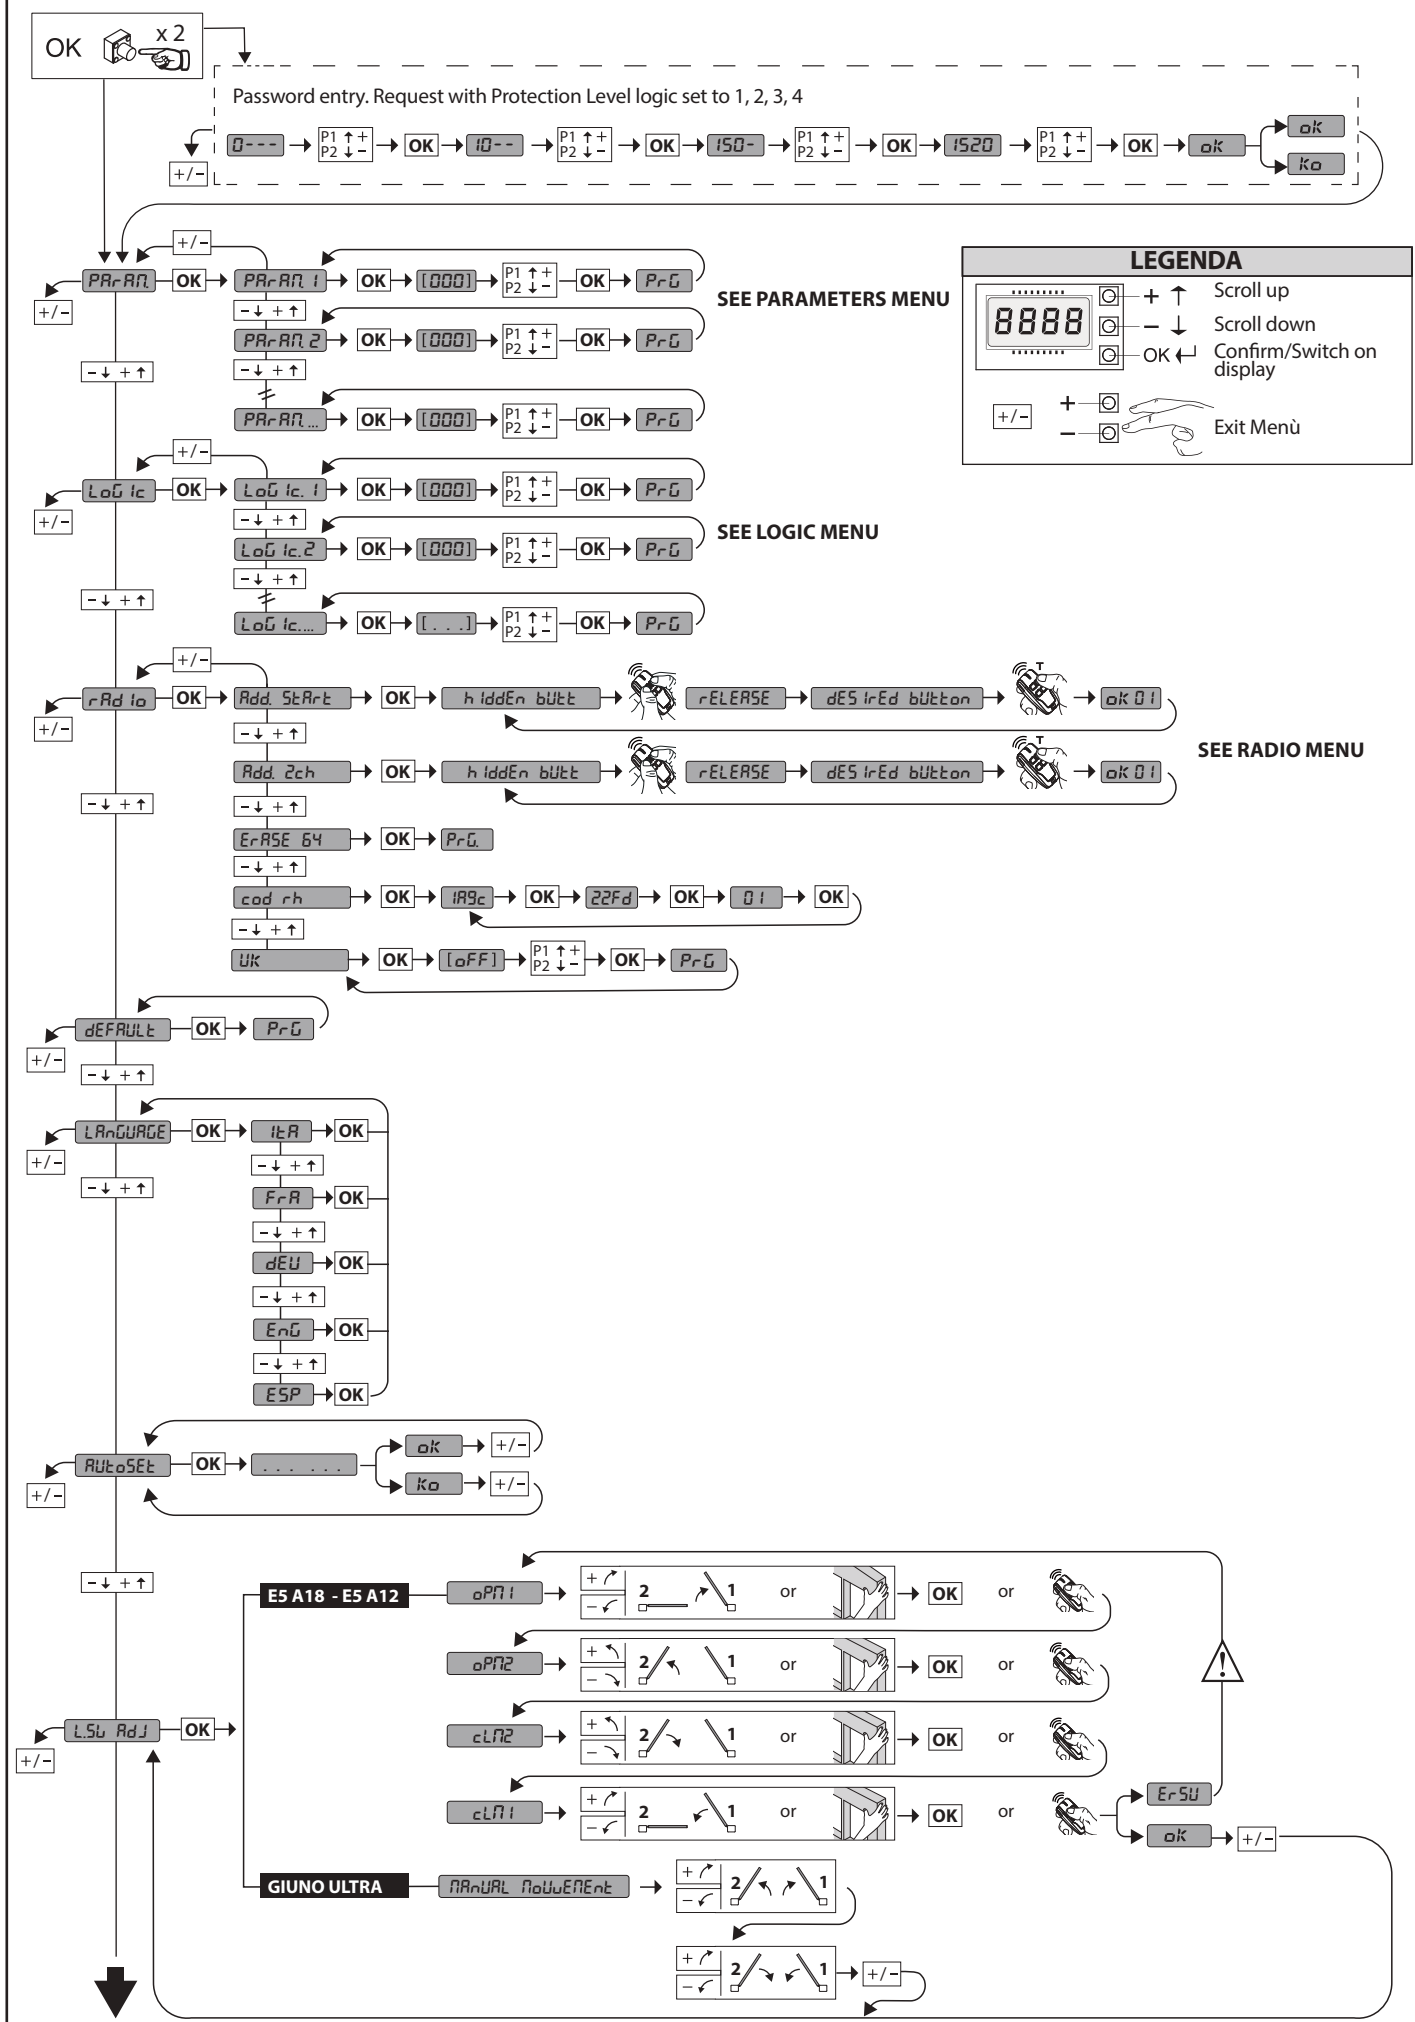 OK x 2
Password entry. Request with Protection Level logic set to 1, 2, 3, 4
0--- P1 ↑ + P2 ↓ - OK 10-- P1 ↑ + P2 ↓ - OK 150- P1 ↑ + P2 ↓ - OK 1520 P1 ↑ + P2 ↓ - OK oK oK
Ko
+/-
+/-
PArAM. OK PArAM. 1 OK [000] P1 ↑ + P2 ↓ - OK PrG
+/-
- ↓ + ↑
SEE PARAMETERS MENU
PArAM. 2 OK [000] P1 ↑ + P2 ↓ - OK PrG
- ↓ + ↑
- ↓ + ↑
PArAM. ... OK [000] P1 ↑ + P2 ↓ - OK PrG
LEGENDA
8888
+ ↑ Scroll up
- ↓ Scroll down
OK Confirm/Switch on
display
+/- + - Exit Menù
+/-
LoGIc OK LoGIc. 1 OK [000] P1 ↑ + P2 ↓ - OK PrG
+/-
- ↓ + ↑
SEE LOGIC MENU
LoGIc.2 OK [000] P1 ↑ + P2 ↓ - OK PrG
- ↓ + ↑
- ↓ + ↑
LoGIc.... OK [. . .] P1 ↑ + P2 ↓ - OK PrG
+/-
rAdIo OK Add. StArt OK hIddEn bUtt rELEASE dESIrEd bUtton T oK 01
+/-
- ↓ + ↑
SEE RADIO MENU
Add. 2ch OK hIddEn bUtt rELEASE dESIrEd bUtton T oK 01
- ↓ + ↑
- ↓ + ↑
ErASE 64 OK PrG.
- ↓ + ↑
cod rh OK 1A9c OK 22Fd OK 01 OK
- ↓ + ↑
UK OK [oFF] P1 ↑ + P2 ↓ - OK PrG
dEFAULt OK PrG
+/-
- ↓ + ↑
LAnGUAGE OK ItA OK
+/-
- ↓ + ↑
- ↓ + ↑
FrA OK
- ↓ + ↑
dEU OK
- ↓ + ↑
EnG OK
- ↓ + ↑
ESP OK
AUtoSEt OK . . . . . . oK +/-
Ko +/-
+/-
- ↓ + ↑
E5 A18 - E5 A12 oPM1 + - 2 1 or OK or
oPM2 + - 2 1 or OK or
L.SU AdJ OK
+/-
cLM2 + - 2 1 or OK or
cLM1 + - 2 1 or OK or
ErSU
oK +/-
!
GIUNO ULTRA MAnUAL MoUvEMEnt + - 2 1
+ - 2 1 +/-